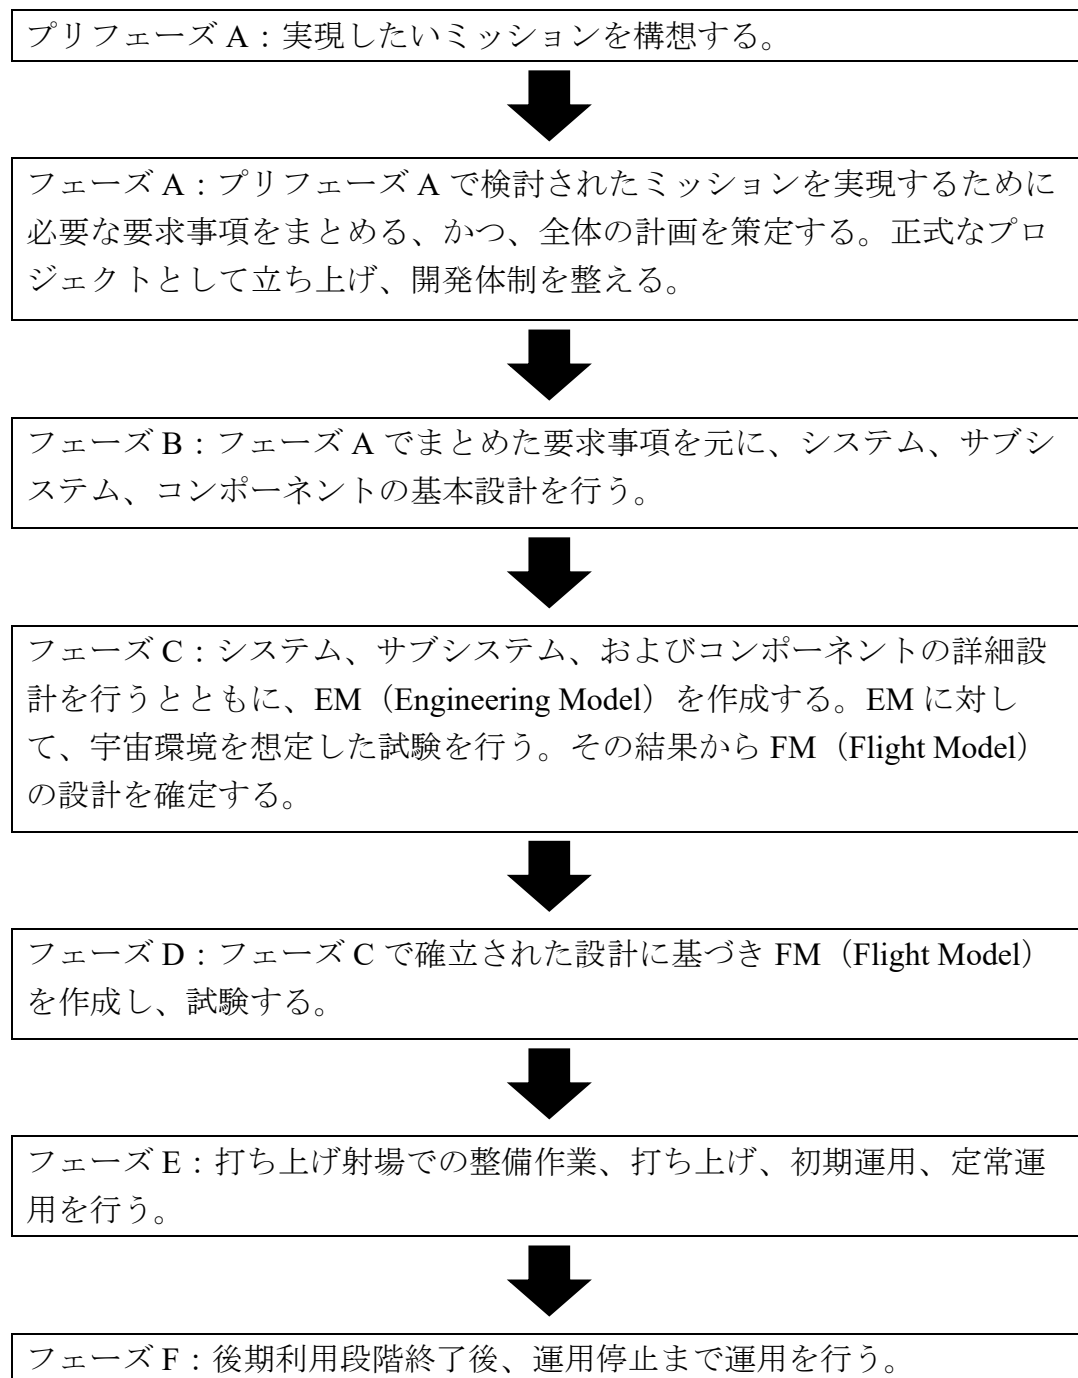 プリフェーズ A：実現したいミッションを構想する。
フェーズ A：プリフェーズ A で検討されたミッションを実現するために
必要な要求事項をまとめる、かつ、全体の計画を策定する。正式なプロ
ジェクトとして立ち上げ、開発体制を整える。
フェーズ B：フェーズ A でまとめた要求事項を元に、システム、サブシ
ステム、コンポーネントの基本設計を行う。
フェーズ C：システム、サブシステム、およびコンポーネントの詳細設
計を行うとともに、EM（Engineering Model）を作成する。EM に対し
て、宇宙環境を想定した試験を行う。その結果から FM（Flight Model）
の設計を確定する。
フェーズ D：フェーズ C で確立された設計に基づき FM（Flight Model）
を作成し、試験する。
フェーズ E：打ち上げ射場での整備作業、打ち上げ、初期運用、定常運
用を行う。
フェーズ F：後期利用段階終了後、運用停止まで運用を行う。